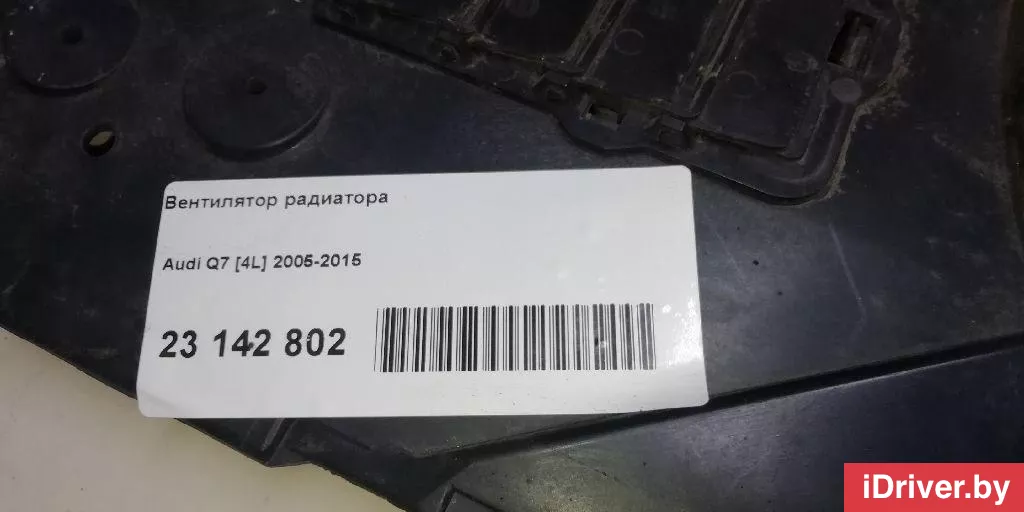 Вентилятор радиатора
Audi Q7 [4L] 2005-2015
23 142 802
iDriver.by